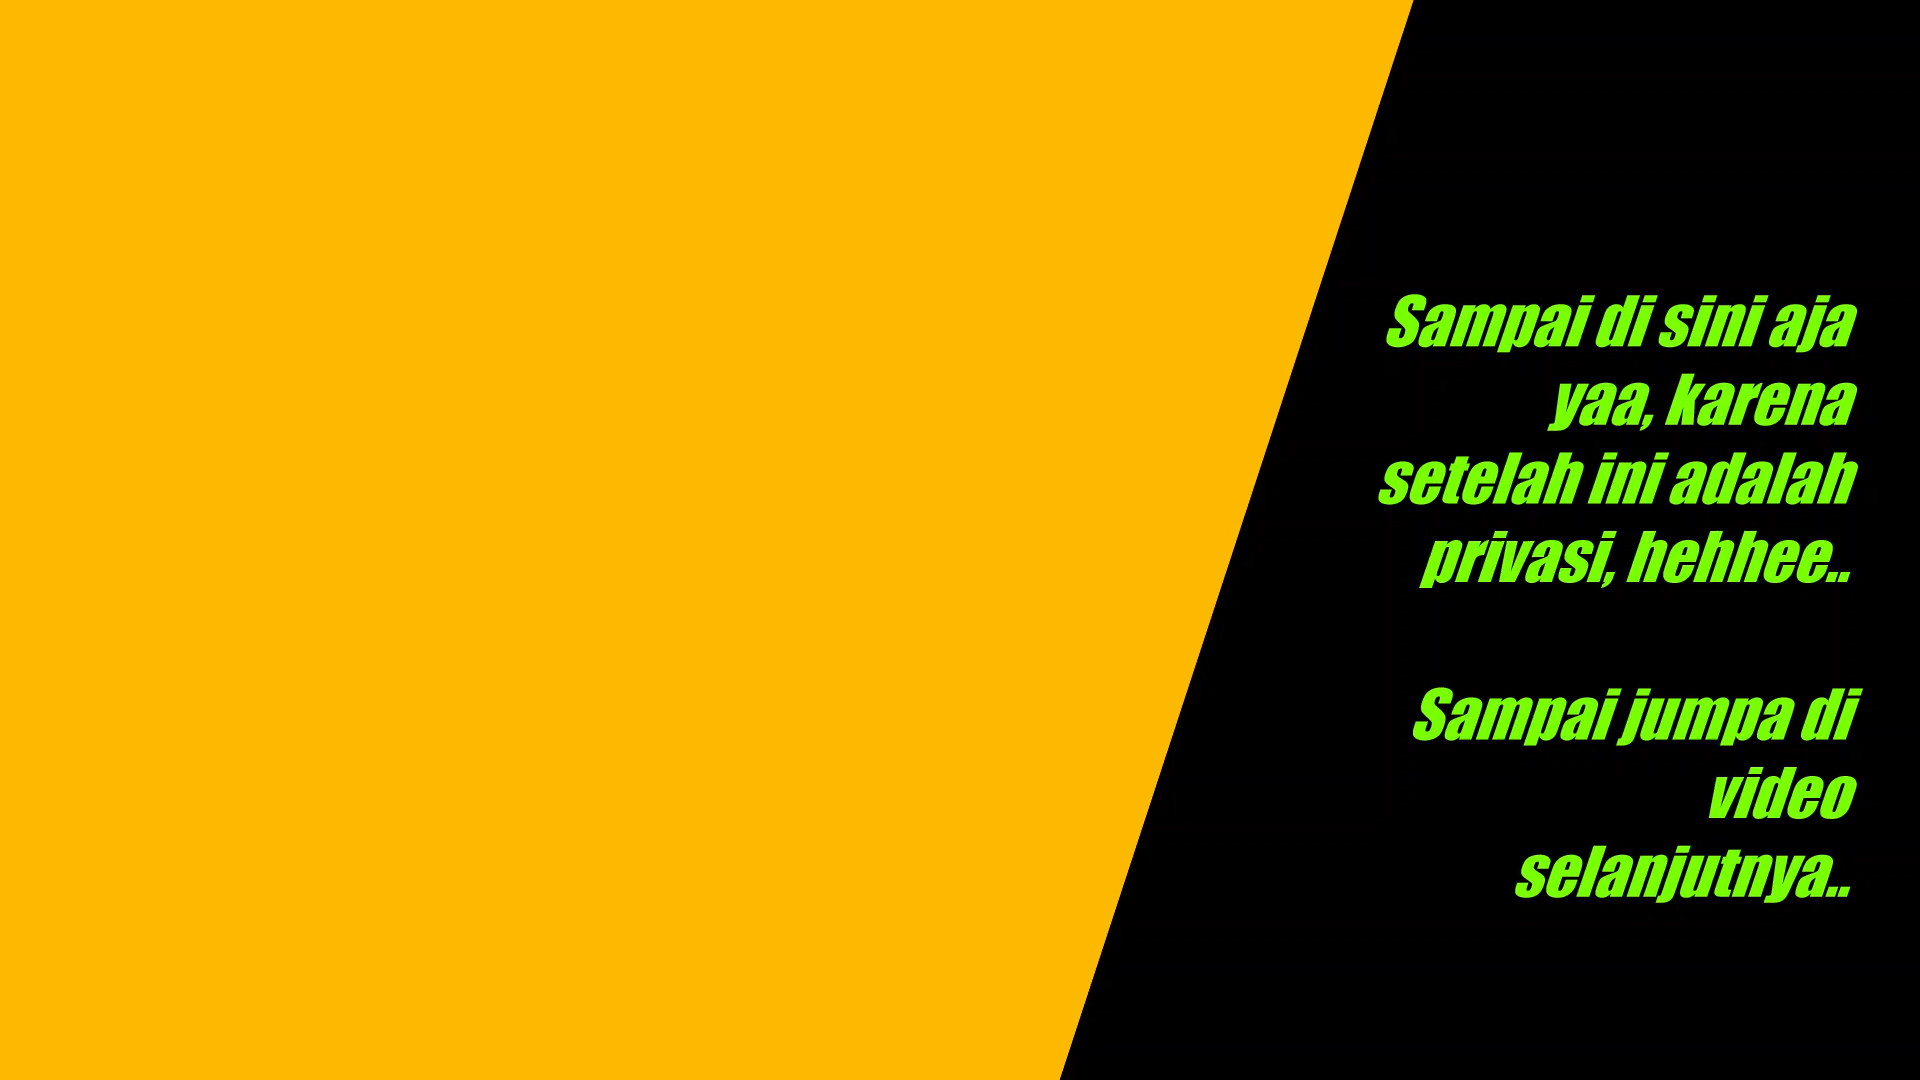 Sampai di sini aja
yaa, karena
setelah ini adalah
privasi, hehhee..
Sampai jumpa di
video
selanjutnya..